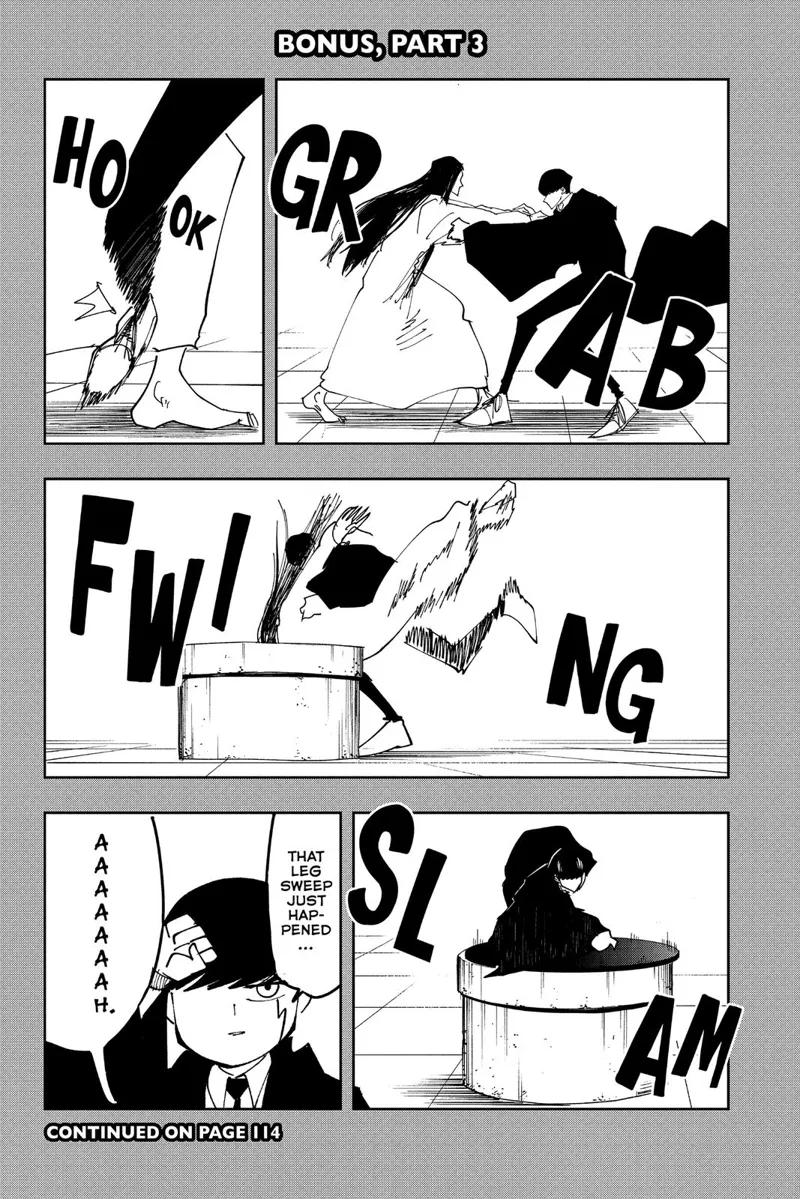 BONUS, PART 3
GR
AB
HO
OK
FWI
NG
SL
AM
THAT
LEG
SWEEP
JUST
HAP-
PENED
...
A
A
A
A
A
A
A
A
H.
CONTINUED ON PAGE 114